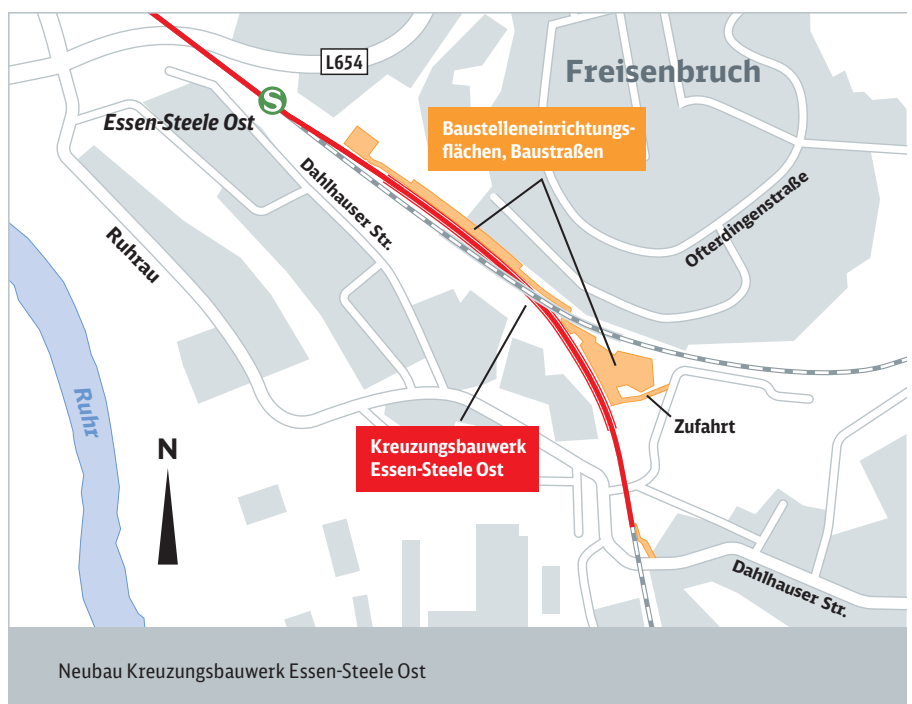 L654
Freisenbruch
S
Essen-Steele Ost
Baustelleneinrichtungs-
flächen, Baustraßen
Dahlhauser Str.
Ofterdingenstraße
Ruhrau
Ruhr
N
Kreuzungsbauwerk
Essen-Steele Ost
Zufahrt
Dahlhauser Str.
Neubau Kreuzungsbauwerk Essen-Steele Ost